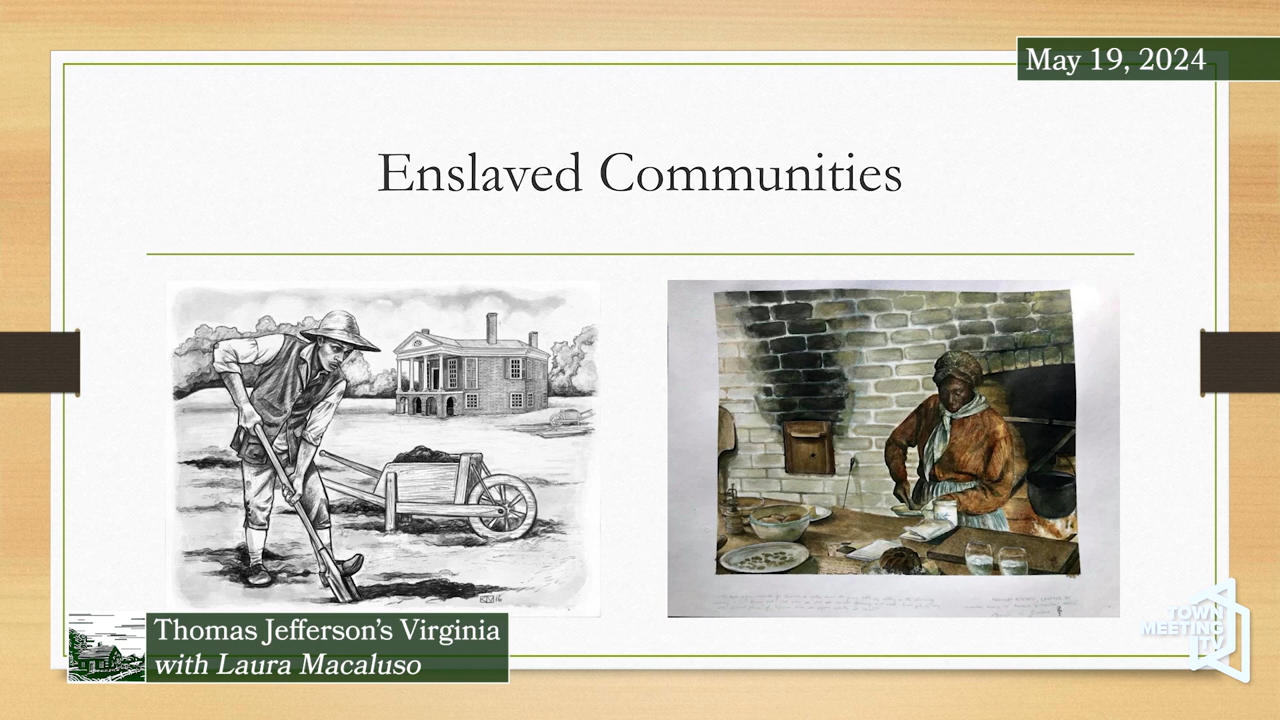 May 19, 2024
Enslaved Communities
Thomas Jefferson's Virginia
with Laura Macaluso
TOWN
MEETING
TV